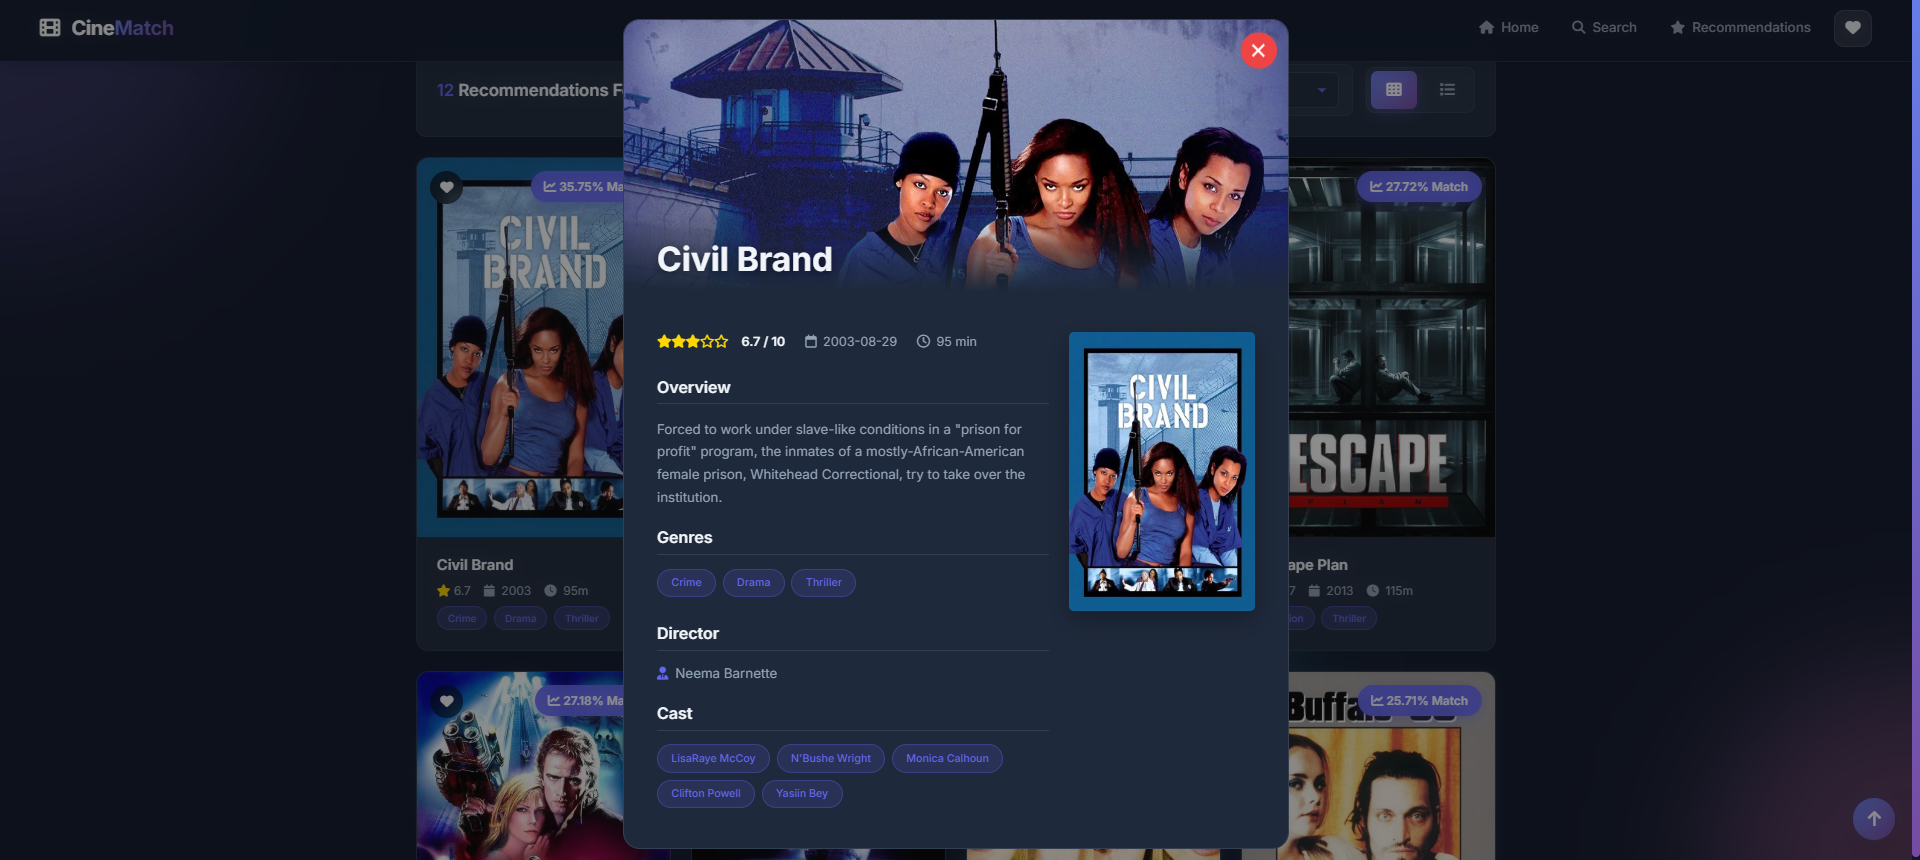 CineMatch
Home
Search
Recommendations
12 Recommendations F
35.75% Ma
CIVIL
BRAND
Civil Brand
6.7
2003
95m
Crime
Drama
Thriller
27.18% Ma
Civil Brand
6.7 / 10
2003-08-29
95 min
Overview
Forced to work under slave-like conditions in a "prison for
profit" program, the inmates of a mostly-African-American
female prison, Whitehead Correctional, try to take over the
institution.
Genres
Crime
Drama
Thriller
Director
Neema Barnette
Cast
LisaRaye McCoy
N'Bushe Wright
Monica Calhoun
Clifton Powell
Yasiin Bey
CIVIL
BRAND
27.72% Match
ESCAPE
P L A N
ape Plan
7
2013
115m
ion
Thriller
25.71% Match
Buffal